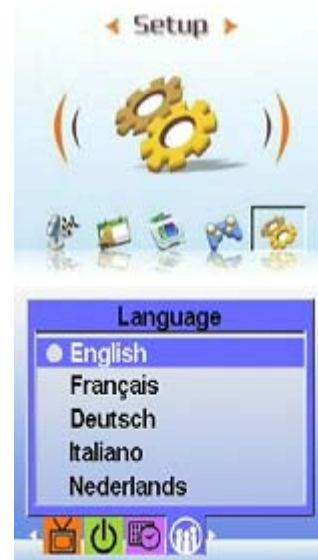 Setup
Language
English
Français
Deutsch
Italiano
Nederlands